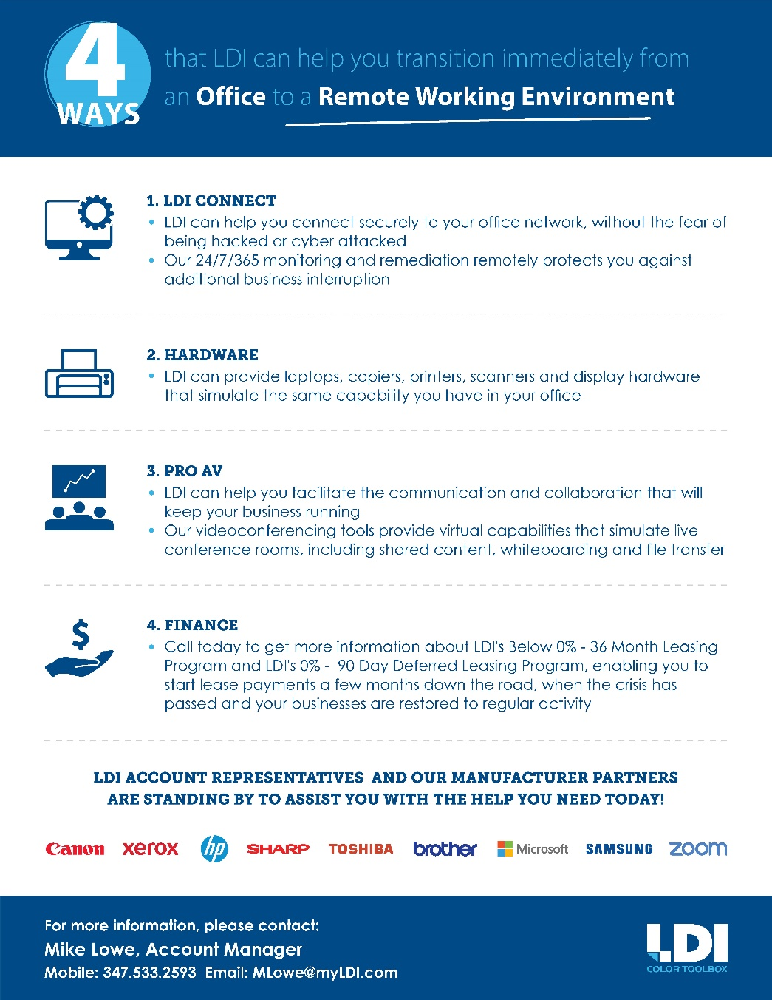 4
WAYS
that LDI can help you transition immediately from
an Office to a Remote Working Environment
1. LDI CONNECT
• LDI can help you connect securely to your office network, without the fear of
being hacked or cyber attacked
• Our 24/7/365 monitoring and remediation remotely protects you against
additional business interruption
2. HARDWARE
• LDI can provide laptops, copiers, printers, scanners and display hardware
that simulate the same capability you have in your office
3. PRO AV
• LDI can help you facilitate the communication and collaboration that will
keep your business running
• Our videoconferencing tools provide virtual capabilities that simulate live
conference rooms, including shared content, whiteboarding and file transfer
$
4. FINANCE
• Call today to get more information about LDI's Below 0% - 36 Month Leasing
Program and LDI's 0% - 90 Day Deferred Leasing Program, enabling you to
start lease payments a few months down the road, when the crisis has
passed and your businesses are restored to regular activity
LDI ACCOUNT REPRESENTATIVES AND OUR MANUFACTURER PARTNERS
ARE STANDING BY TO ASSIST YOU WITH THE HELP YOU NEED TODAY!
Canon xerox hp SHARP TOSHIBA brother Microsoft SAMSUNG zoom
For more information, please contact:
Mike Lowe, Account Manager
Mobile: 347.533.2593 Email: MLowe@myLDI.com
LDI
COLOR TOOLBOX